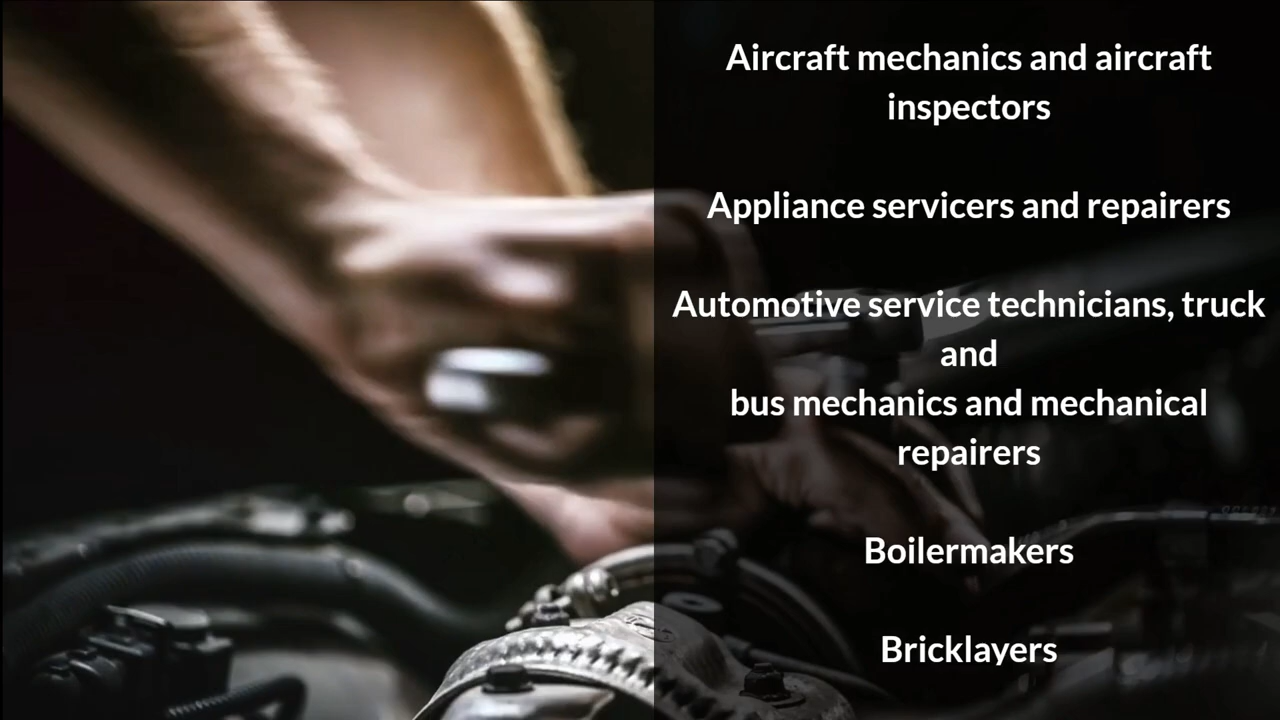 Aircraft mechanics and aircraft
inspectors
Appliance servicers and repairers
Automotive service technicians, truck
and
bus mechanics and mechanical
repairers
Boilermakers
Bricklayers